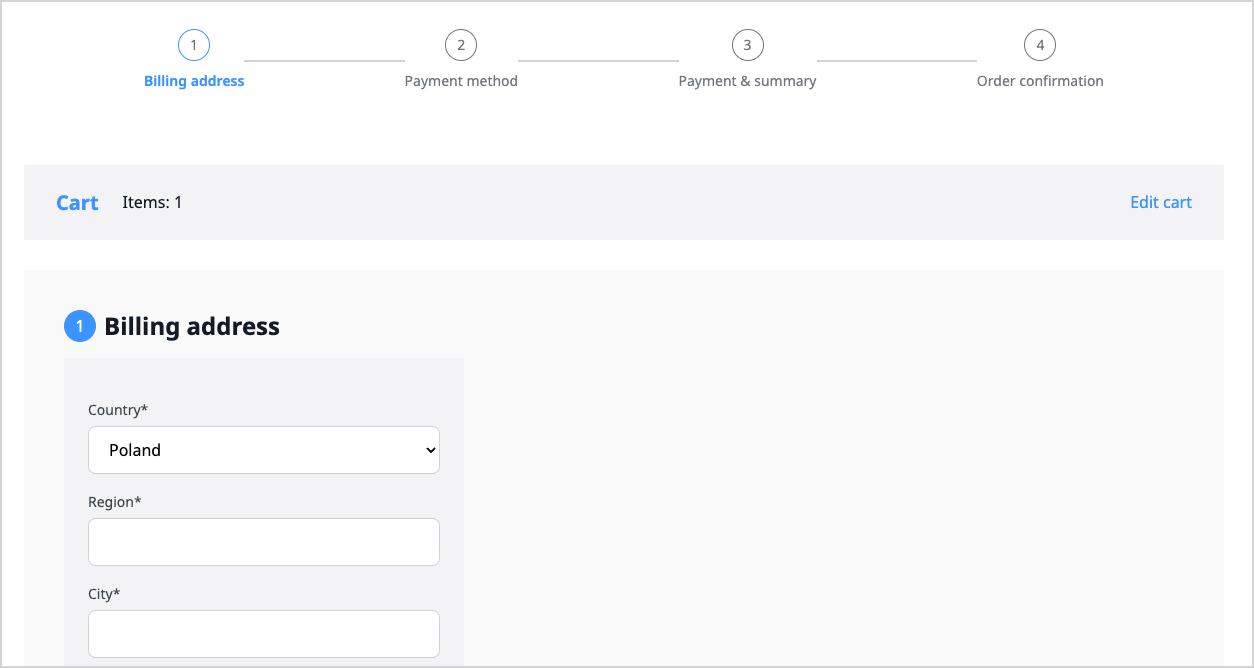 1 2 3 4
Billing address Payment method Payment & summary Order confirmation
Cart Items: 1 Edit cart
1 Billing address
Country*
Poland
Region*
City*